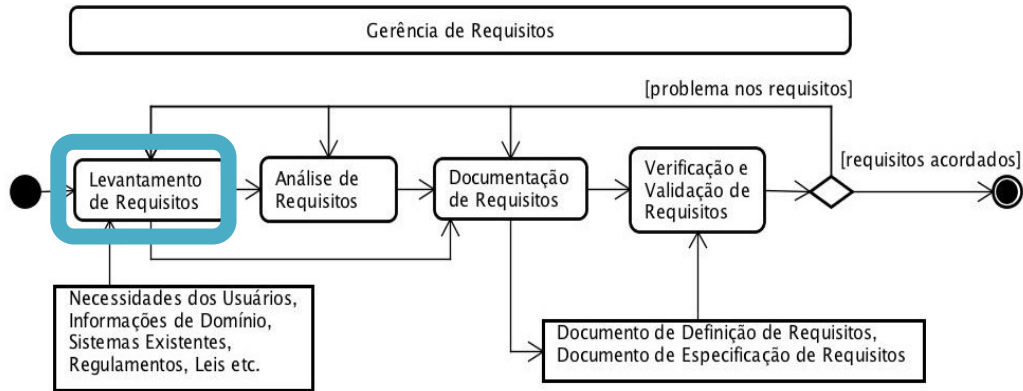 Gerência de Requisitos
[problema nos requisitos]
[requisitos acordados]
Levantamento
de Requisitos
Análise de
Requisitos
Documentação
de Requisitos
Verificação e
Validação de
Requisitos
Necessidades dos Usuários,
Informações de Domínio,
Sistemas Existentes,
Regulamentos, Leis etc.
Documento de Definição de Requisitos,
Documento de Especificação de Requisitos